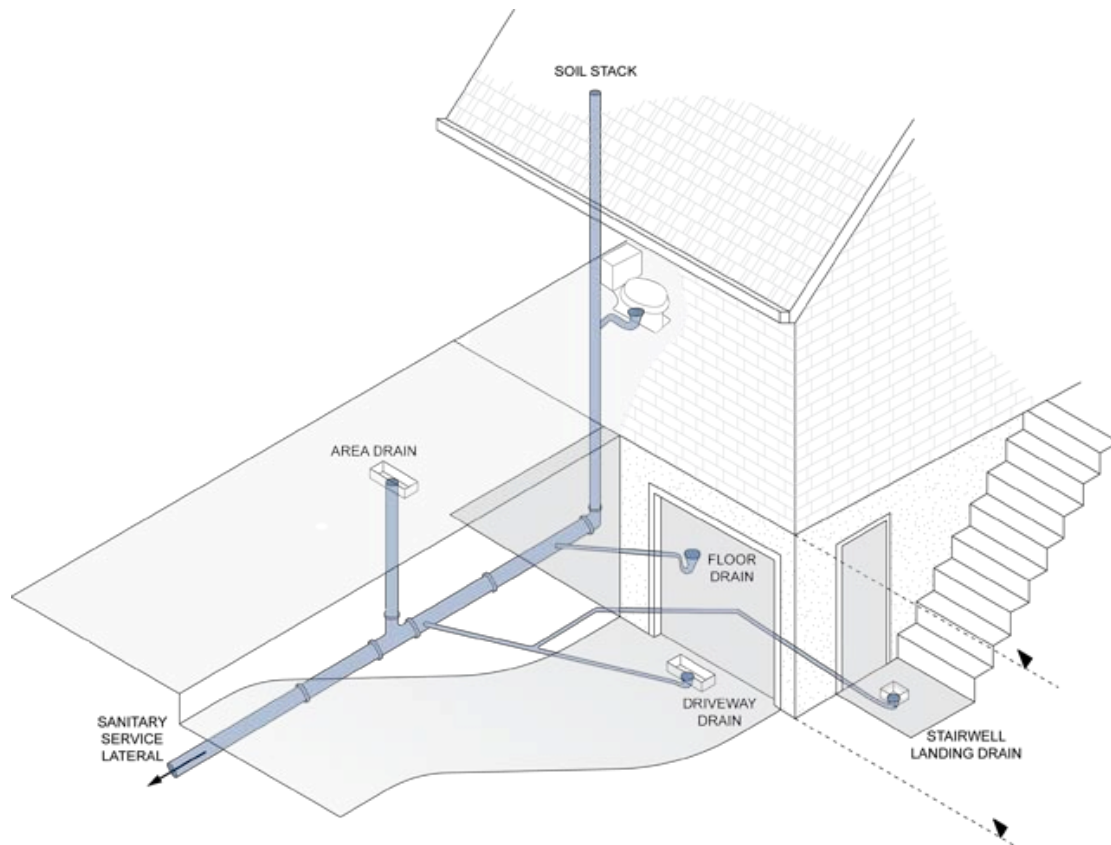 SOIL STACK
AREA DRAIN
FLOOR
DRAIN
DRIVEWAY
DRAIN
SANITARY
SERVICE
LATERAL
STAIRWELL
LANDING DRAIN